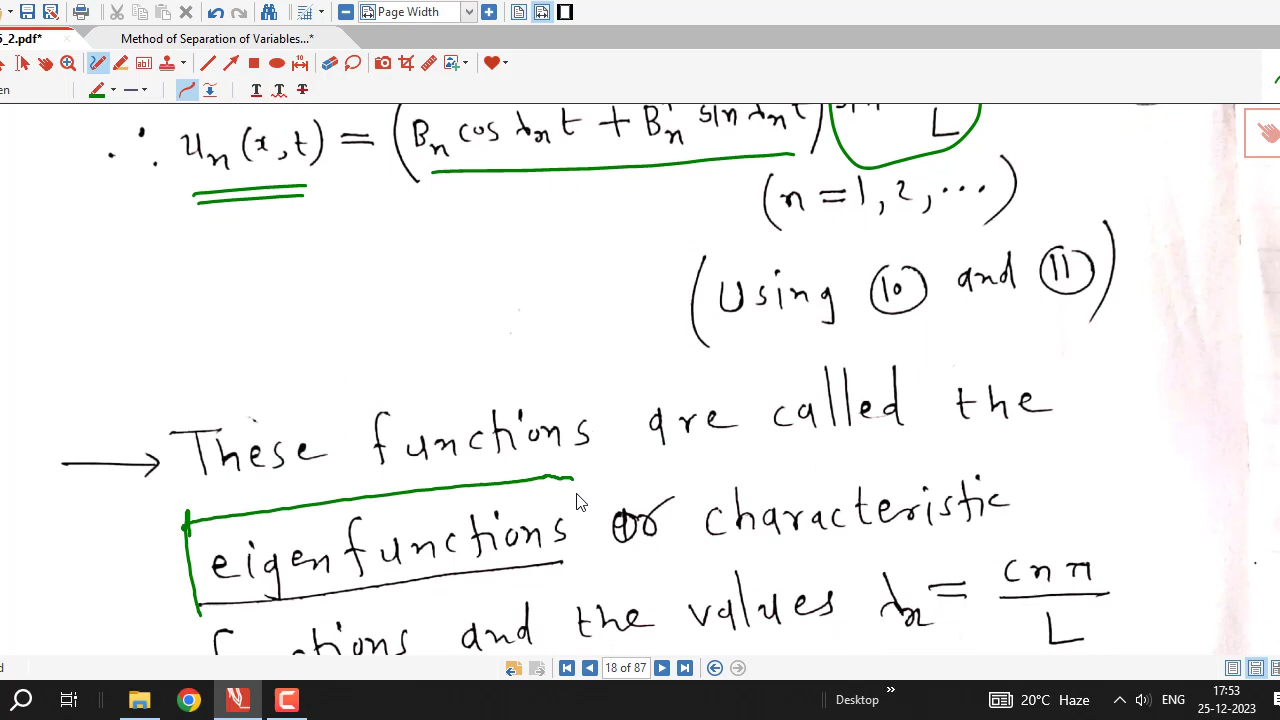 Page Width
5_2.pdf*
Method of Separation of Variables...*
∴ uₙ(x,t) = (Bₙ cos λₙt + Bₙ* sin λₙt) L
(n = 1, 2, ...)
(Using ⑩ and ⑪)
→ These functions are called the
eigenfunctions or characteristic
and the values λₙ = cnπ/L
18 of 87
Desktop
»
20°C Haze
ENG
17:53
25-12-2023